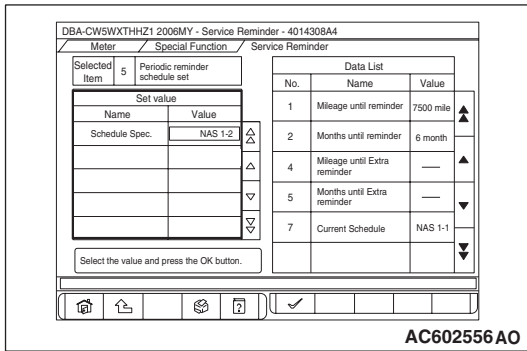 DBA-CW5WXTHHZ1 2006MY - Service Reminder - 4014308A4
Meter Special Function Service Reminder
Selected Item 5 Periodic reminder schedule set
Set value
Name Value
Schedule Spec. NAS 1-2
Select the value and press the OK button.
Data List
No. Name Value
1 Mileage until reminder 7500 mile
2 Months until reminder 6 month
4 Mileage until Extra reminder —
5 Months until Extra reminder —
7 Current Schedule NAS 1-1
?
AC602556AO